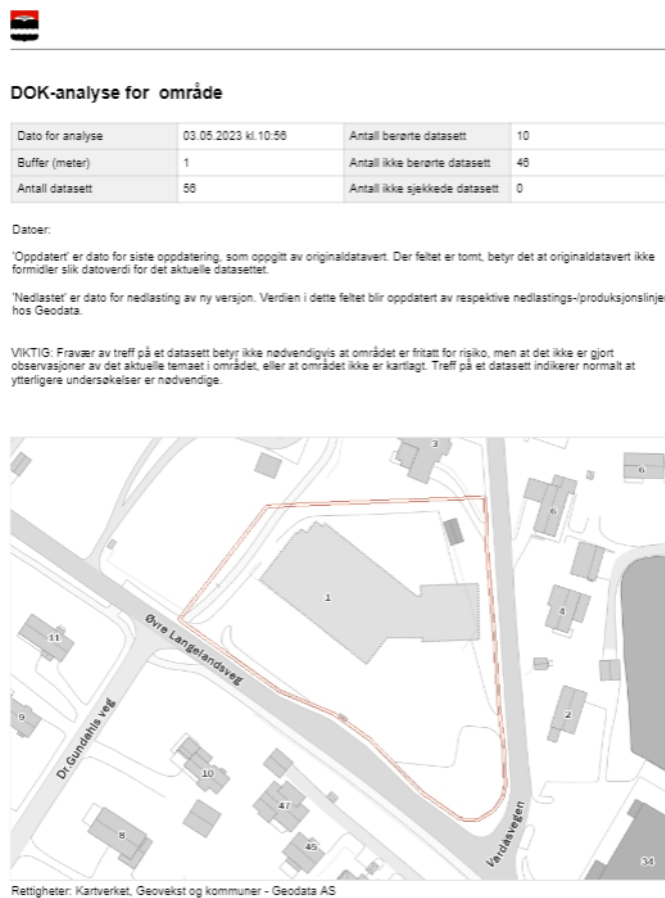 DOK-analyse for område
Dato for analyse 03.05.2023 kl.10:56 Antall berørte datasett 10
Buffer (meter) 1 Antall ikke berørte datasett 46
Antall datasett 56 Antall ikke sjekkede datasett 0
Datoer:
'Oppdatert' er dato for siste oppdatering, som oppgitt av originaldatavert. Der feltet er tomt, betyr det at originaldatavert ikke
formidler slik datoverdi for det aktuelle datasettet.
'Nedlastet' er dato for nedlasting av ny versjon. Verdien i dette feltet blir oppdatert av respektive nedlastings-/produksjonslinjer
hos Geodata.
VIKTIG: Fravær av treff på et datasett betyr ikke nødvendigvis at området er fritatt for risiko, men at det ikke er gjort
observasjoner av det aktuelle temaet i området, eller at området ikke er kartlagt. Treff på et datasett indikerer normalt at
ytterligere undersøkelser er nødvendige.
3
6
6
1
4
11
Øvre Langelandsveg
9
2
Dr.Gundahls veg
10
47
8
45
Vardåsvegen
34
Rettigheter: Kartverket, Geovekst og kommuner - Geodata AS